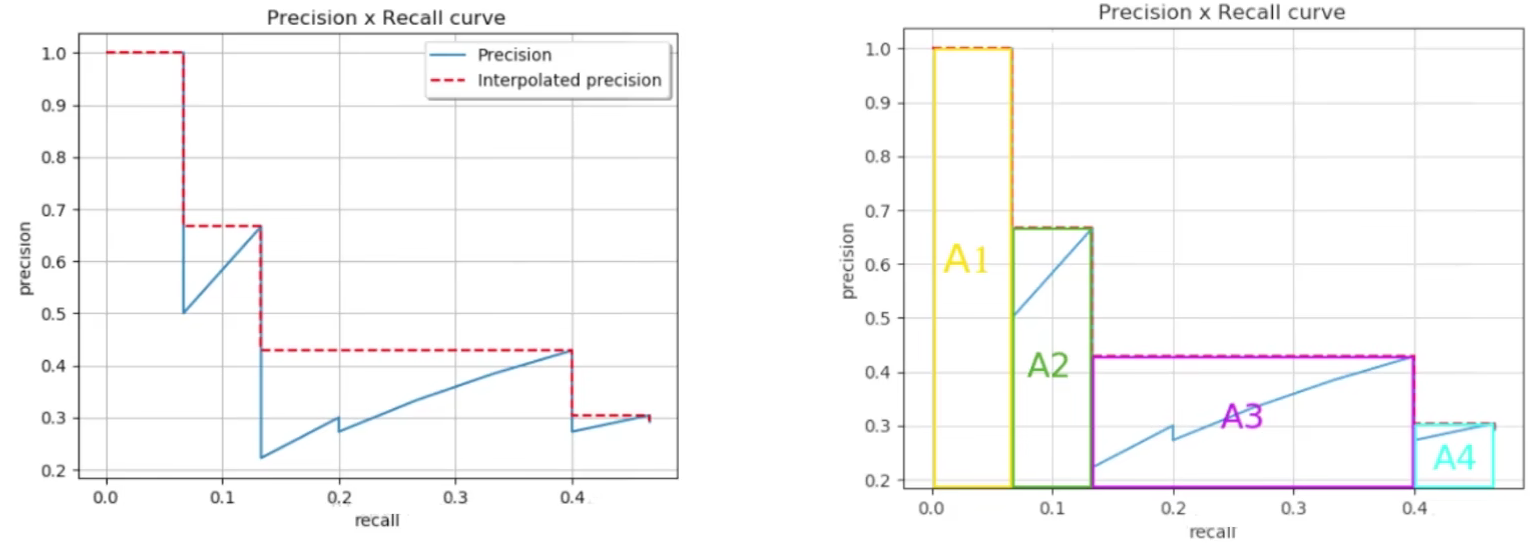 Precision x Recall curve
Precision
Interpolated precision
1.0
0.9
0.8
0.7
0.6
0.5
0.4
0.3
0.2
precision
0.0 0.1 0.2 0.3 0.4
recall
Precision x Recall curve
1.0
0.9
0.8
0.7
0.6
0.5
0.4
0.3
0.2
precision
A1
A2
A3
A4
0.0 0.1 0.2 0.3 0.4
recall